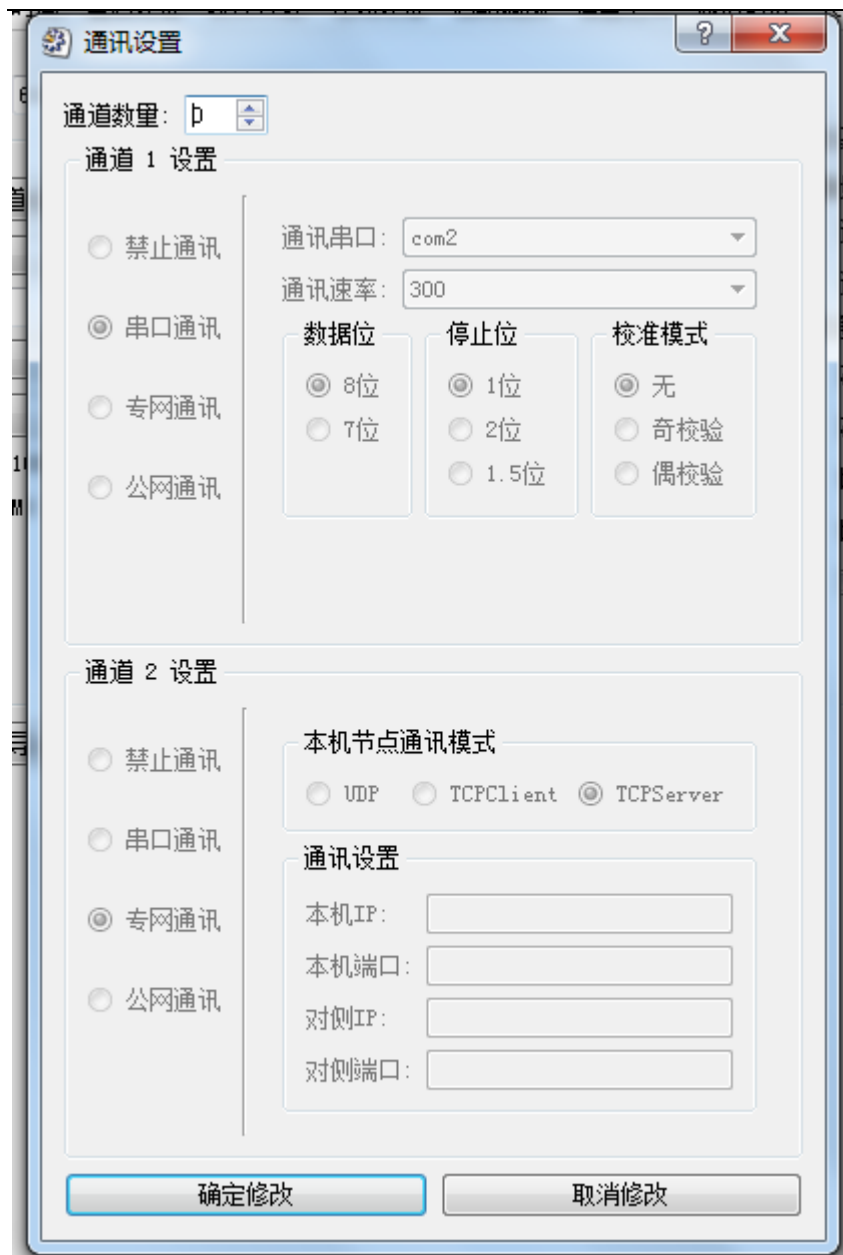 通讯设置
通道数量:
通道 1 设置
禁止通讯
串口通讯
专网通讯
公网通讯
通讯串口: com2
通讯速率: 300
数据位
8位
7位
停止位
1位
2位
1.5位
校准模式
无
奇校验
偶校验
通道 2 设置
禁止通讯
串口通讯
专网通讯
公网通讯
本机节点通讯模式
UDP TCPClient TCPServer
通讯设置
本机IP:
本机端口:
对侧IP:
对侧端口:
确定修改 取消修改